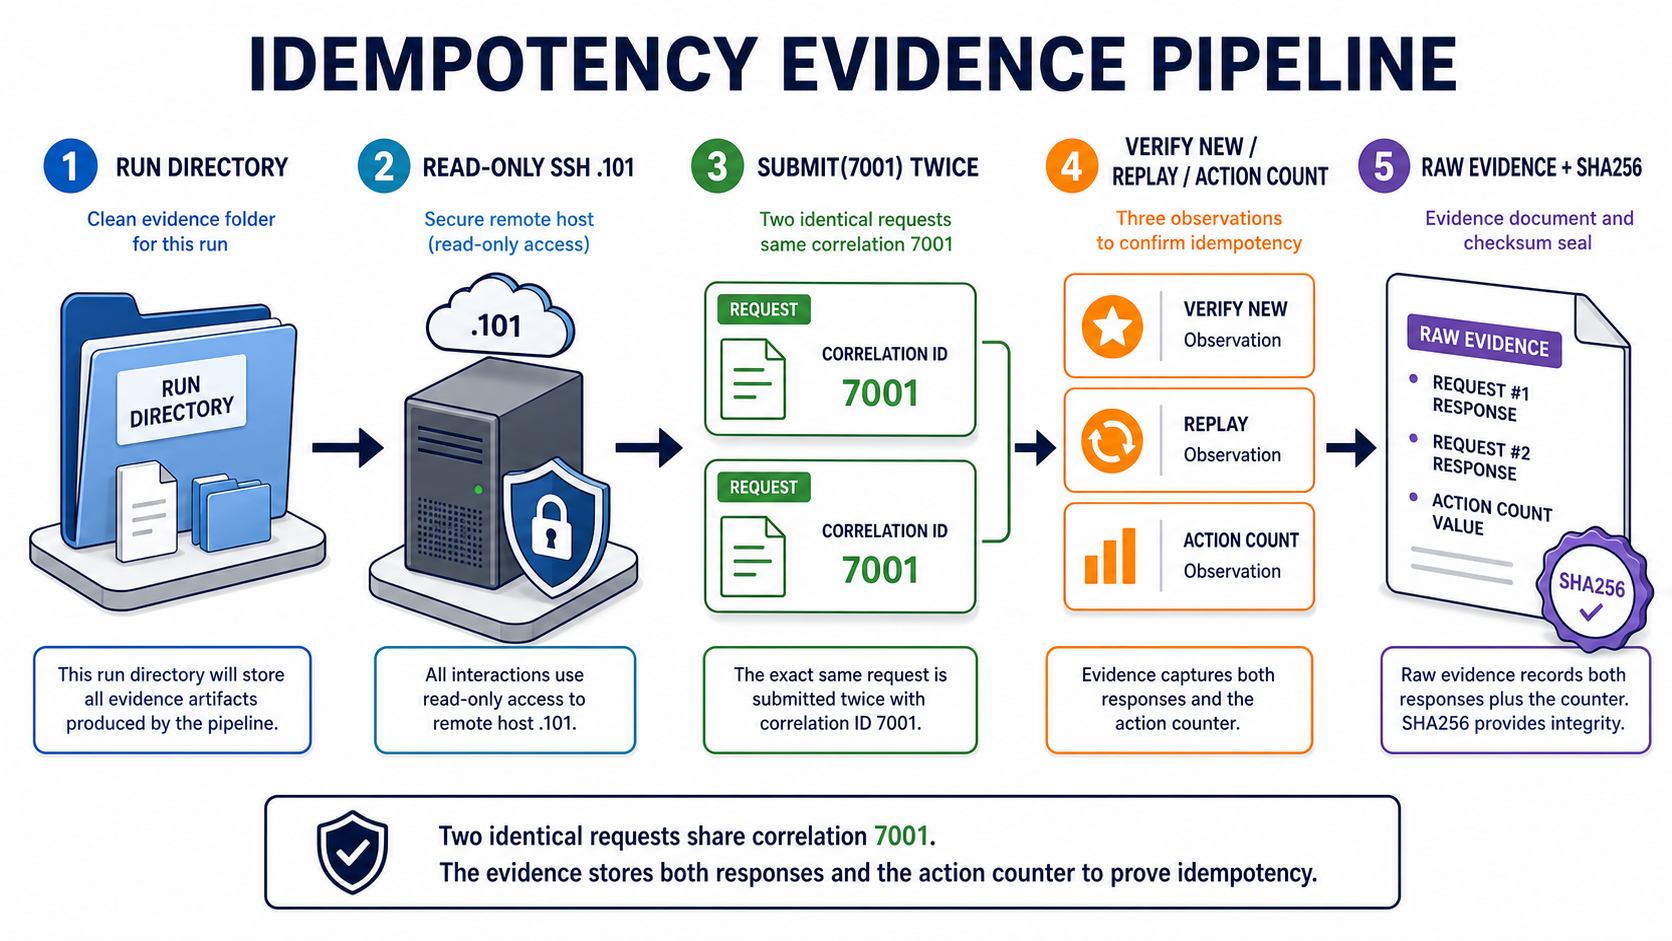 IDEMPOTENCY EVIDENCE PIPELINE
1 RUN DIRECTORY
Clean evidence folder
for this run
RUN
DIRECTORY
This run directory will store
all evidence artifacts
produced by the pipeline.
2 READ-ONLY SSH .101
Secure remote host
(read-only access)
.101
All interactions use
read-only access to
remote host .101.
3 SUBMIT(7001) TWICE
Two identical requests
same correlation 7001
REQUEST
CORRELATION ID
7001
REQUEST
CORRELATION ID
7001
The exact same request is
submitted twice with
correlation ID 7001.
4 VERIFY NEW /
REPLAY / ACTION COUNT
Three observations
to confirm idempotency
VERIFY NEW
Observation
REPLAY
Observation
ACTION COUNT
Observation
Evidence captures both
responses and the
action counter.
5 RAW EVIDENCE + SHA256
Evidence document and
checksum seal
RAW EVIDENCE
• REQUEST #1
RESPONSE
• REQUEST #2
RESPONSE
• ACTION COUNT
VALUE
SHA256
Raw evidence records both
responses plus the counter.
SHA256 provides integrity.
Two identical requests share correlation 7001.
The evidence stores both responses and the action counter to prove idempotency.